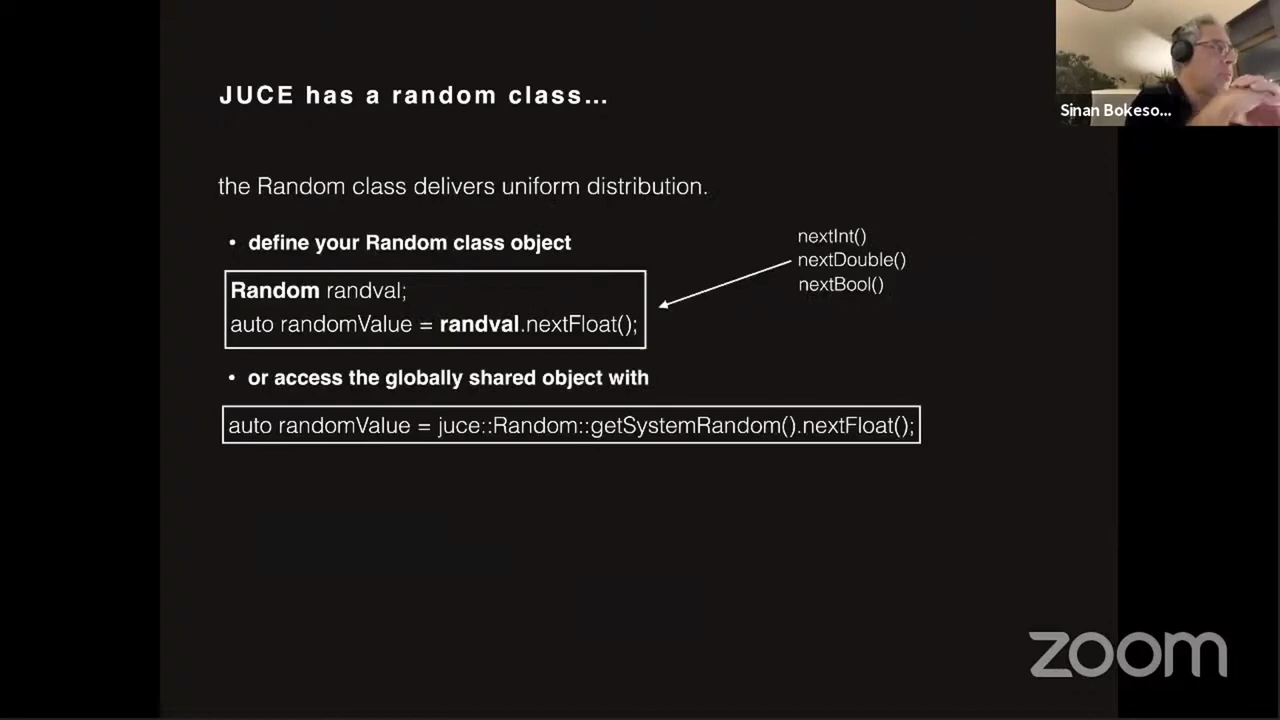 JUCE has a random class...
Sinan Bokeso...
the Random class delivers uniform distribution.
• define your Random class object
nextInt()
nextDouble()
nextBool()
Random randval;
auto randomValue = randval.nextFloat();
• or access the globally shared object with
auto randomValue = juce::Random::getSystemRandom().nextFloat();
zoom